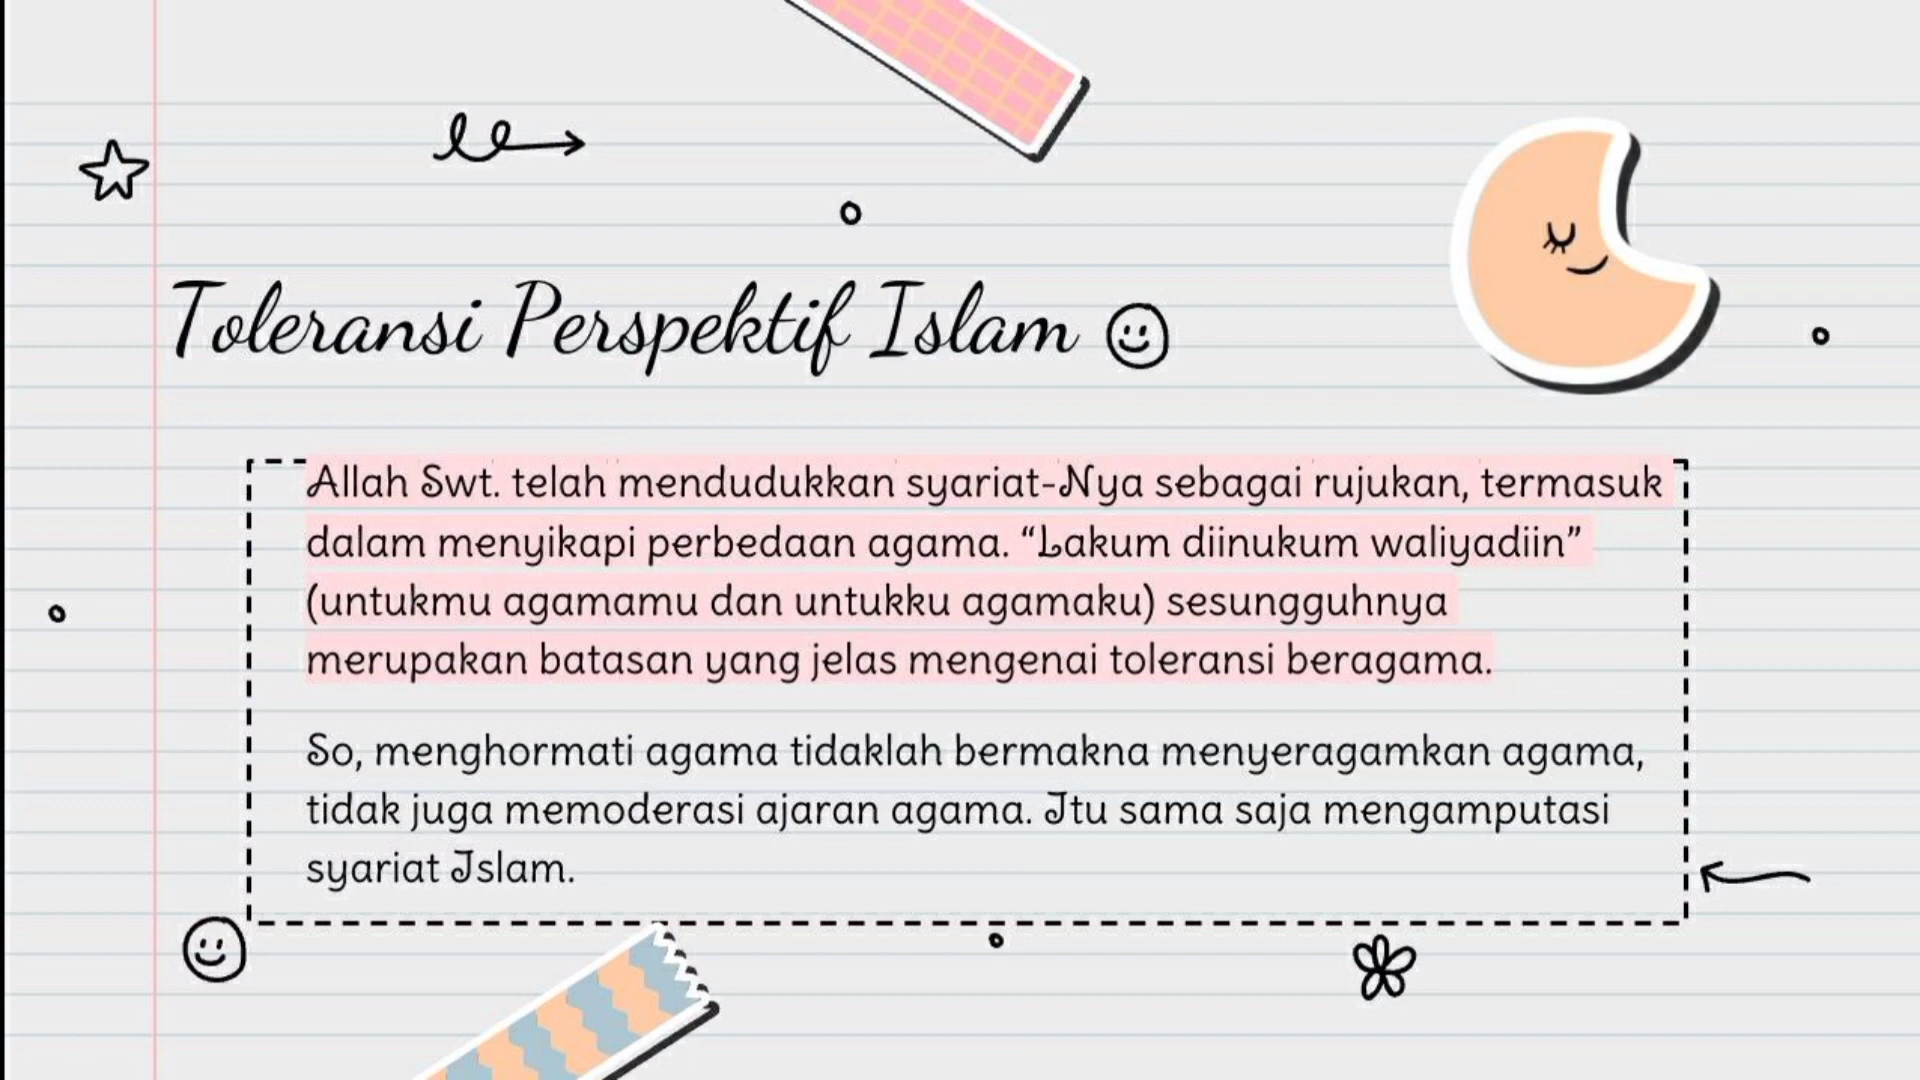 Toleransi Perspektif Islam
Allah Swt. telah mendudukkan syariat-Nya sebagai rujukan, termasuk
dalam menyikapi perbedaan agama. “Lakum diinukum waliyadiin”
(untukmu agamamu dan untukku agamaku) sesungguhnya
merupakan batasan yang jelas mengenai toleransi beragama.
So, menghormati agama tidaklah bermakna menyeragamkan agama,
tidak juga memoderasi ajaran agama. Itu sama saja mengamputasi
syariat Islam.